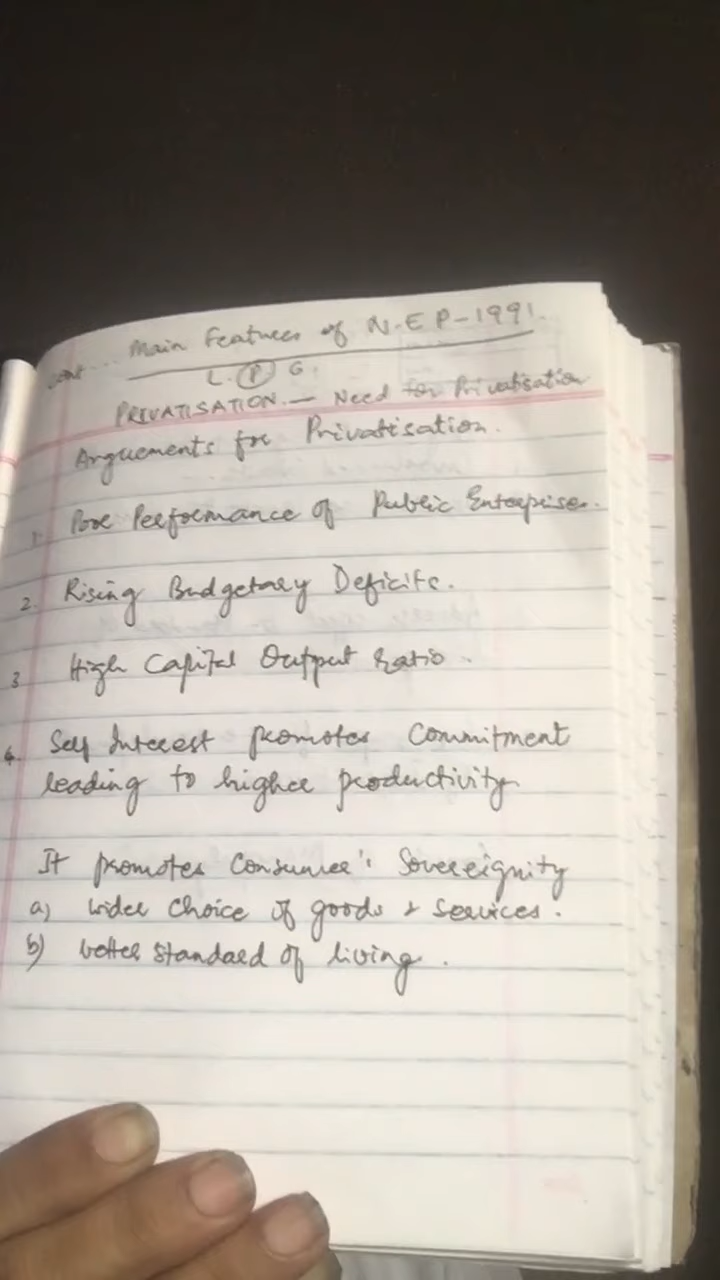 cont... Main Features of N.E P-1991.
L. P G.
PRIVATISATION. - Need for Privatisation
Arguements for Privatisation.
1. Poor Performance of Public Enterprises.
2. Rising Budgetary Deficits.
3 High Capital Output Ratio.
4. Self Interest promotes Commitment
leading to higher productivity
It promotes Consumer's Sovereignity
a) wider choice of goods & Services.
b) better standard of living.